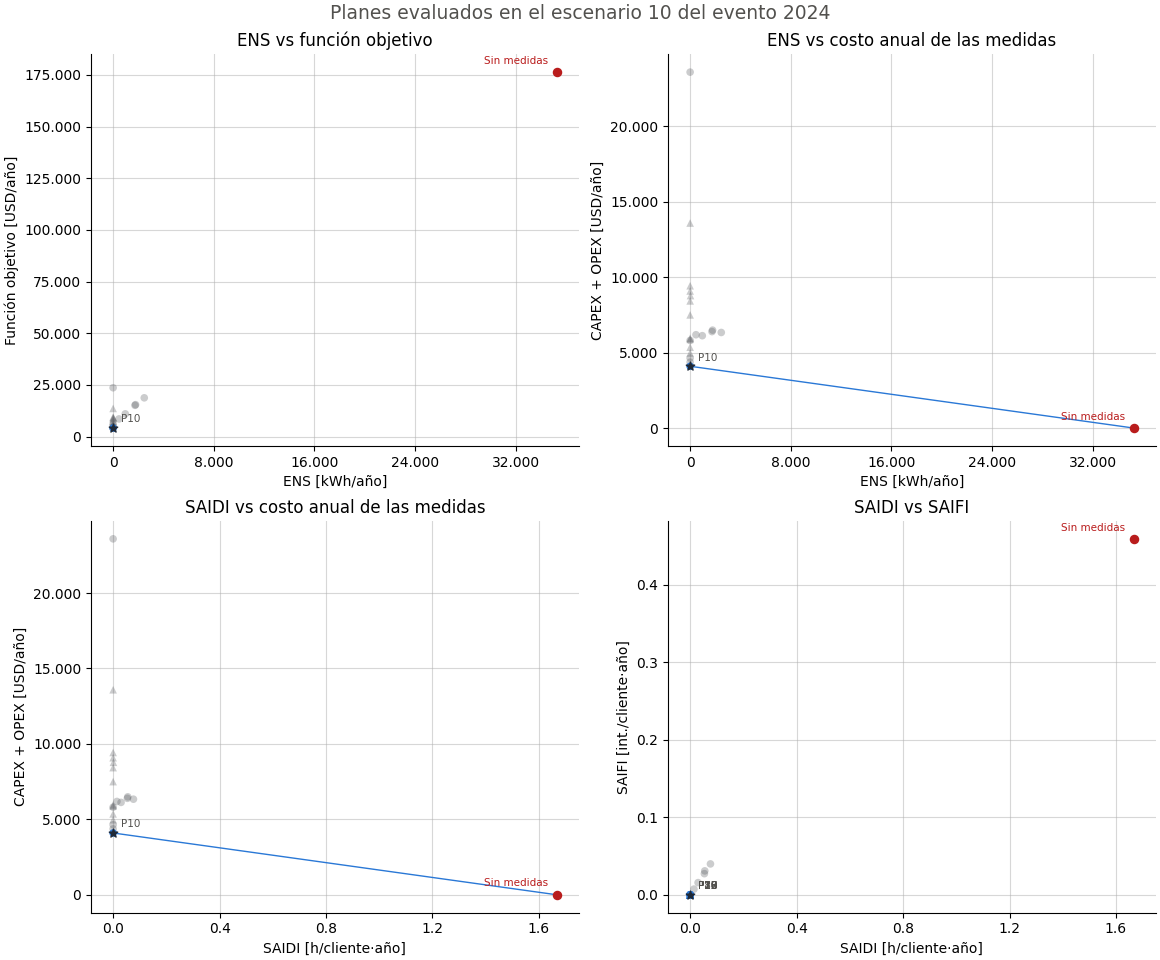 Planes evaluados en el escenario 10 del evento 2024
ENS vs función objetivo
Función objetivo [USD/año]
175.000
150.000
125.000
100.000
75.000
50.000
25.000
0
Sin medidas
P10
0
8.000
16.000
24.000
32.000
ENS [kWh/año]
ENS vs costo anual de las medidas
CAPEX + OPEX [USD/año]
20.000
15.000
10.000
5.000
0
P10
Sin medidas
0
8.000
16.000
24.000
32.000
ENS [kWh/año]
SAIDI vs costo anual de las medidas
CAPEX + OPEX [USD/año]
20.000
15.000
10.000
5.000
0
P10
Sin medidas
0.0
0.4
0.8
1.2
1.6
SAIDI [h/cliente·año]
SAIDI vs SAIFI
SAIFI [int./cliente·año]
0.4
0.3
0.2
0.1
0.0
Sin medidas
0.0
0.4
0.8
1.2
1.6
SAIDI [h/cliente·año]